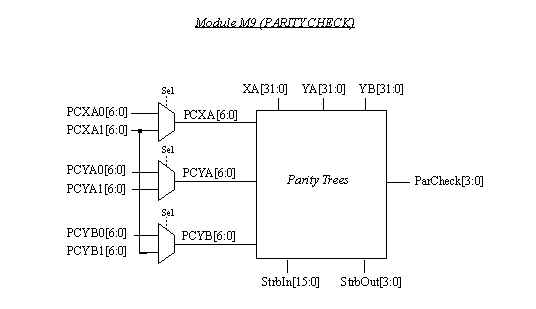 Module M9 (PARITYCHECK)
XA[31:0] YA[31:0] YB[31:0]
Sel
PCXA0[6:0]
PCXA[6:0]
PCXA1[6:0]
Sel
PCYA0[6:0]
PCYA[6:0]
Parity Trees
ParCheck[3:0]
PCYA1[6:0]
Sel
PCYB0[6:0]
PCYB[6:0]
PCYB1[6:0]
StrbIn[15:0] StrbOut[3:0]